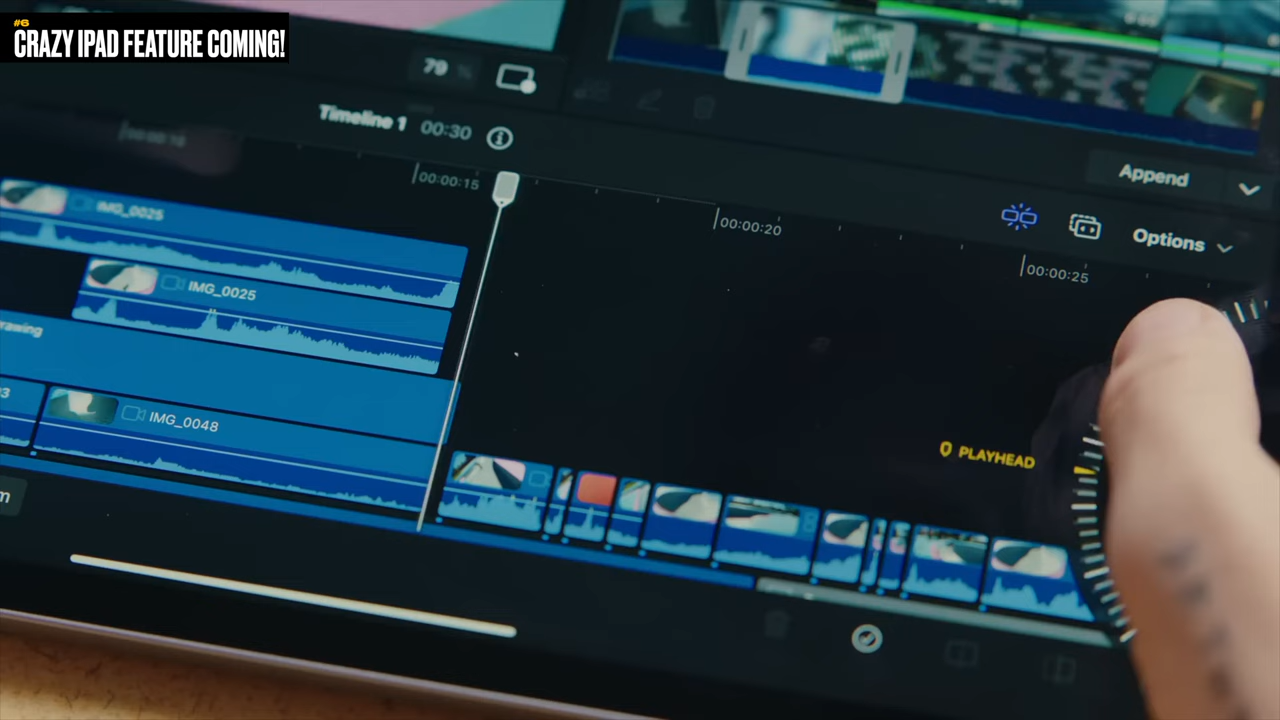 #6
CRAZY IPAD FEATURE COMING!
79 %
Timeline 1 00:30
Append
00:00:15
00:00:20
00:00:25
Options
IMG_0025
IMG_0025
IMG_0048
PLAYHEAD